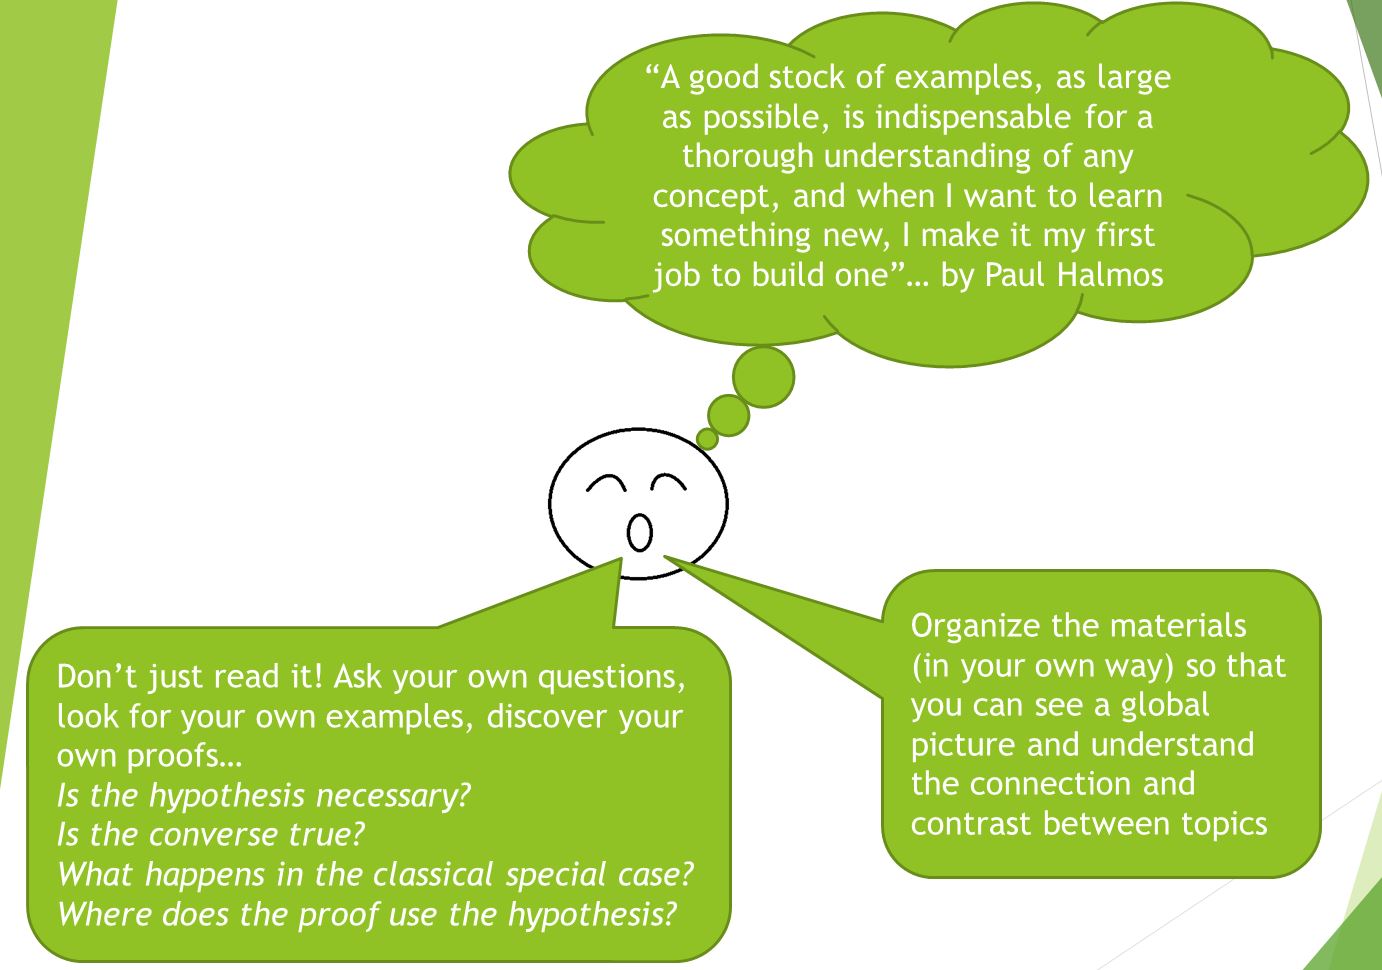 “A good stock of examples, as large
as possible, is indispensable for a
thorough understanding of any
concept, and when I want to learn
something new, I make it my first
job to build one”… by Paul Halmos
Don’t just read it! Ask your own questions,
look for your own examples, discover your
own proofs…
Is the hypothesis necessary?
Is the converse true?
What happens in the classical special case?
Where does the proof use the hypothesis?
Organize the materials
(in your own way) so that
you can see a global
picture and understand
the connection and
contrast between topics